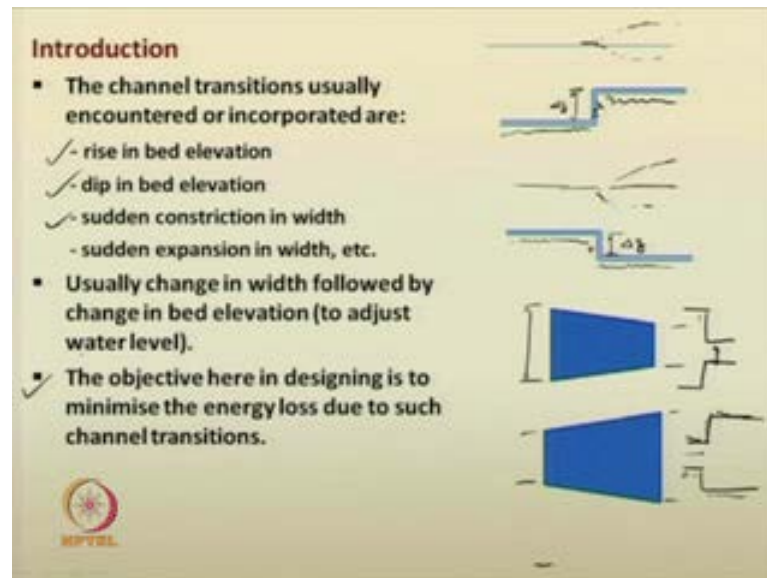 Introduction
▪ The channel transitions usually
encountered or incorporated are:
- rise in bed elevation
- dip in bed elevation
- sudden constriction in width
- sudden expansion in width, etc.
▪ Usually change in width followed by
change in bed elevation (to adjust
water level).
▪ The objective here in designing is to
minimise the energy loss due to such
channel transitions.
Δz
Δz
NPTEL